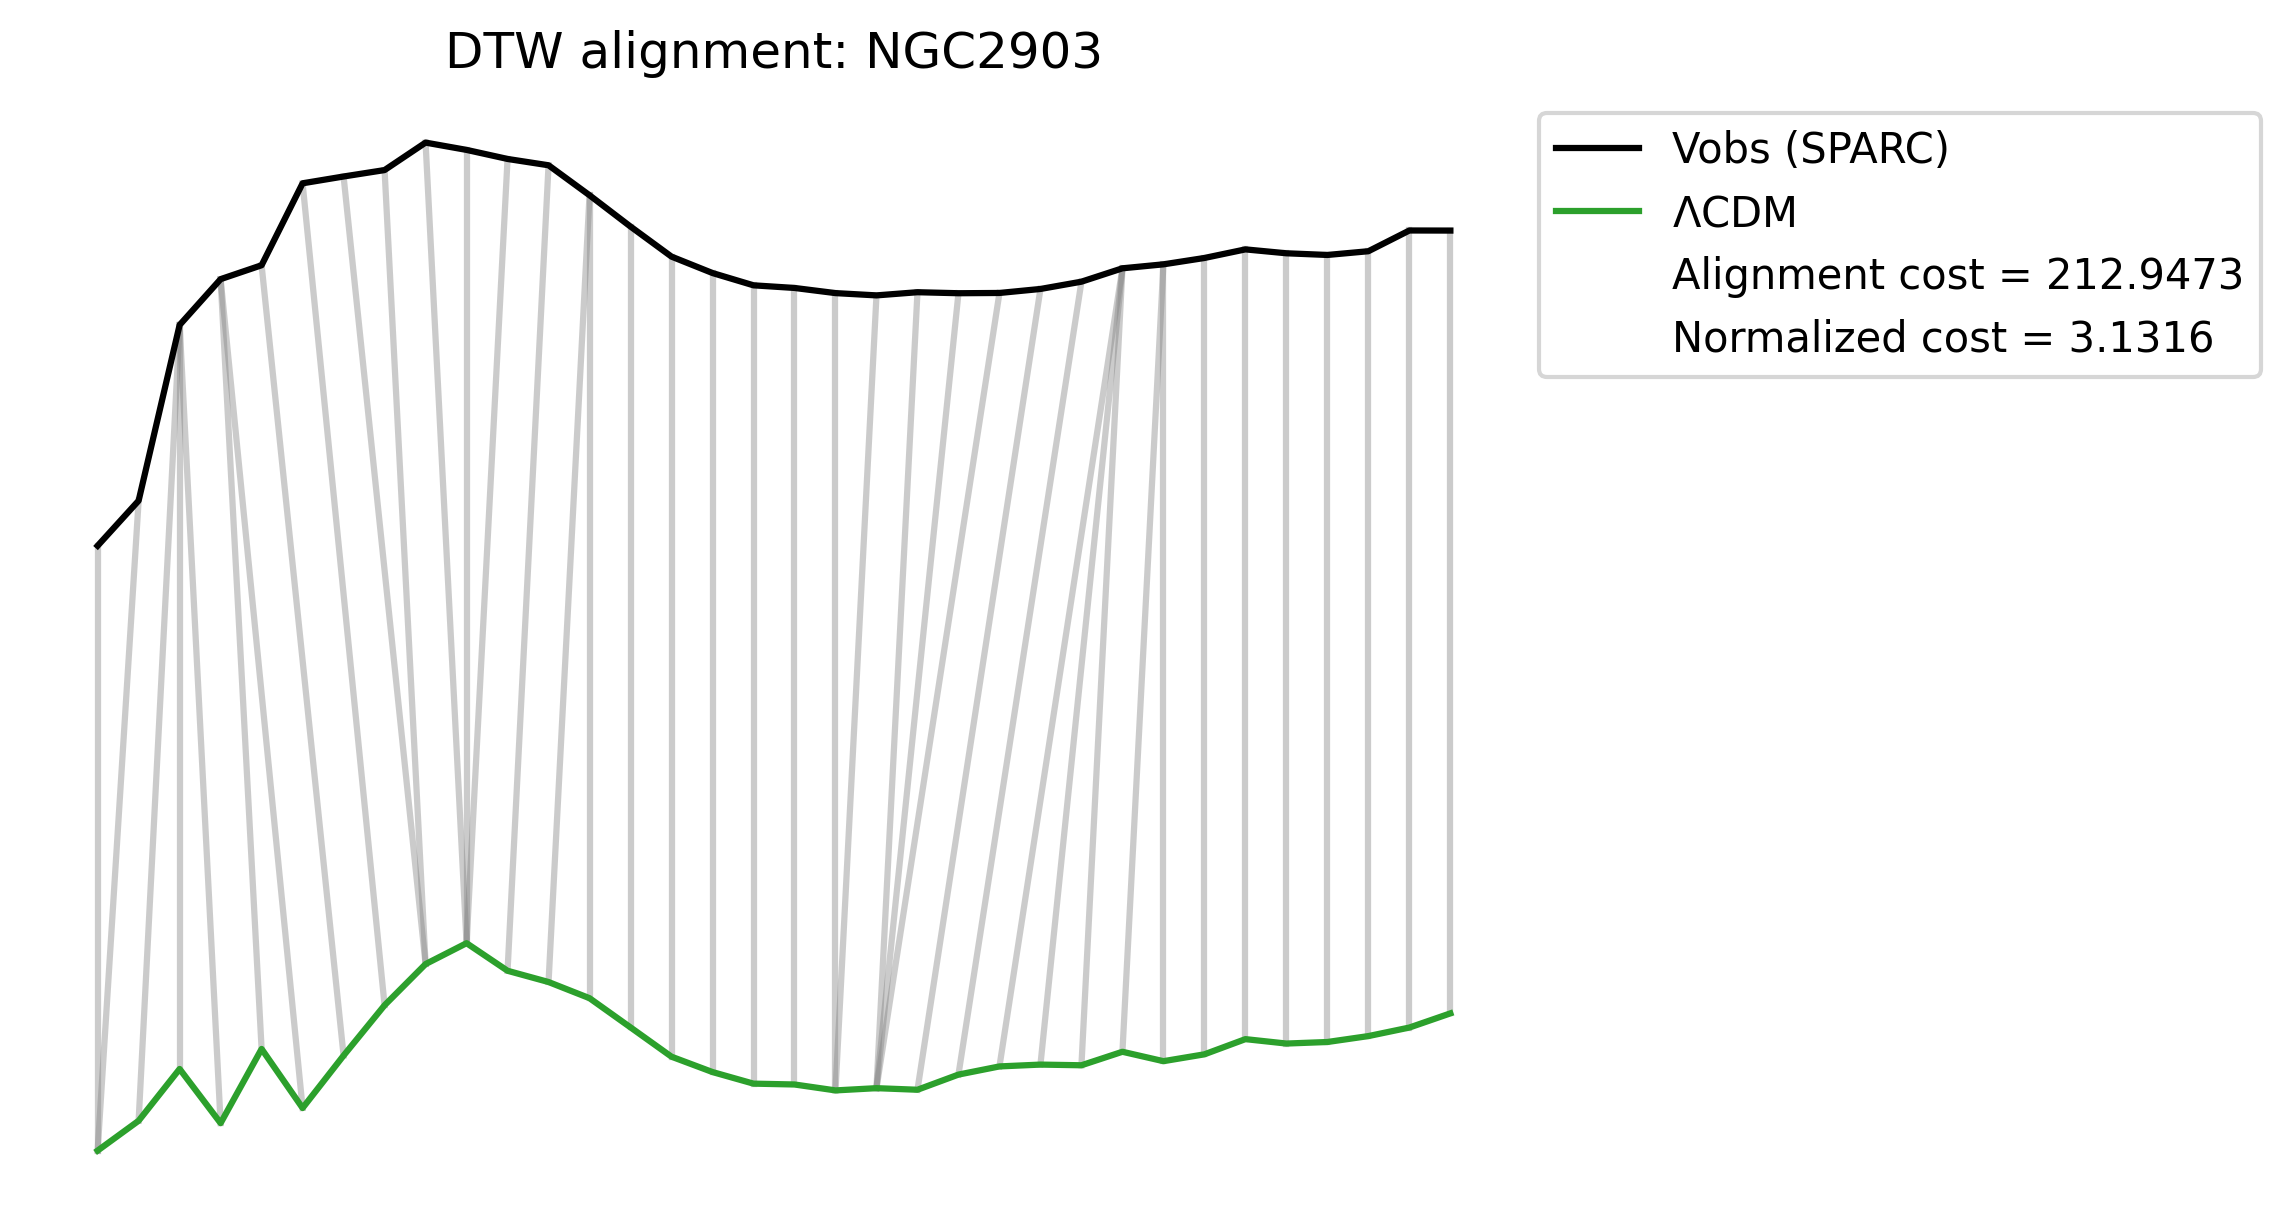 DTW alignment: NGC2903
Vobs (SPARC)
ΛCDM
Alignment cost = 212.9473
Normalized cost = 3.1316